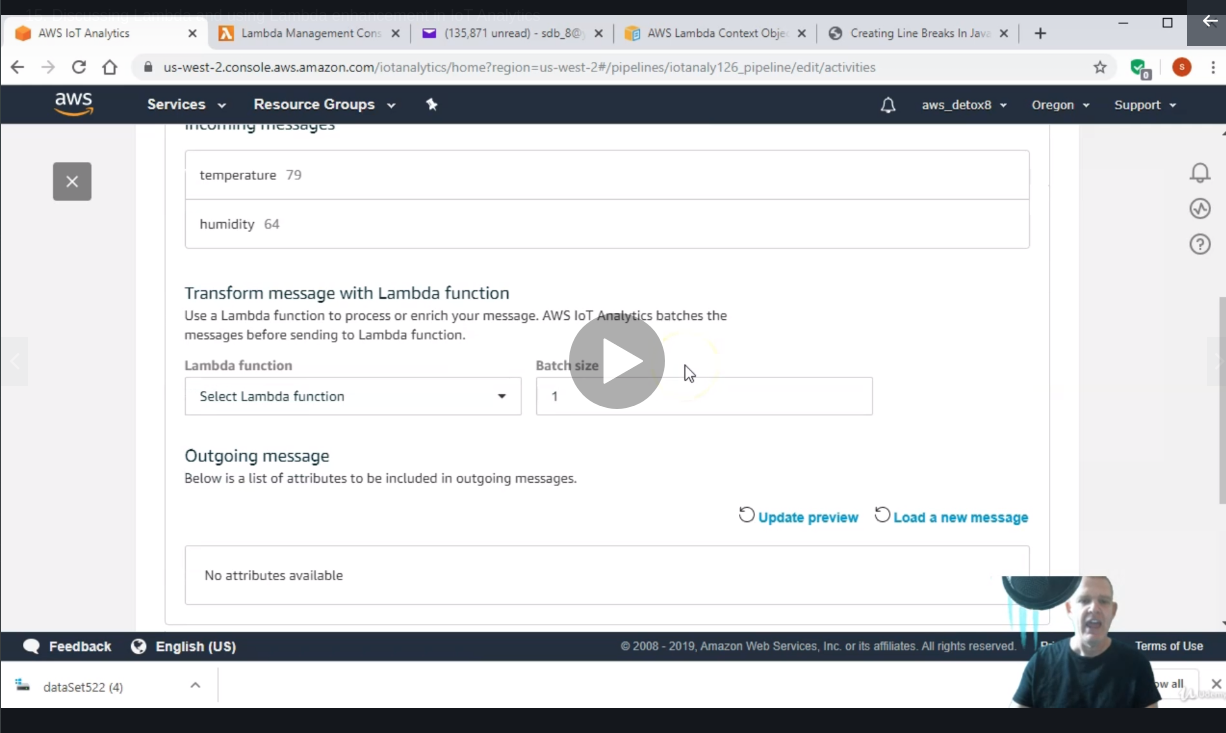 15. Discussing Lambda and using Lambda enhancement in IoT Analytics
AWS IoT Analytics
Lambda Management Cons
(135,871 unread) - sdb_8@y
AWS Lambda Context Objec
Creating Line Breaks In Java
us-west-2.console.aws.amazon.com/iotanalytics/home?region=us-west-2#/pipelines/iotanaly126_pipeline/edit/activities
0
S
aws
Services
Resource Groups
aws_detox8
Oregon
Support
Incoming messages
temperature 79
humidity 64
Transform message with Lambda function
Use a Lambda function to process or enrich your message. AWS IoT Analytics batches the
messages before sending to Lambda function.
Lambda function
Batch size
Select Lambda function
1
Outgoing message
Below is a list of attributes to be included in outgoing messages.
Update preview
Load a new message
No attributes available
Feedback
English (US)
© 2008 - 2019, Amazon Web Services, Inc. or its affiliates. All rights reserved.
Terms of Use
dataSet522 (4)
ow all
Udemy